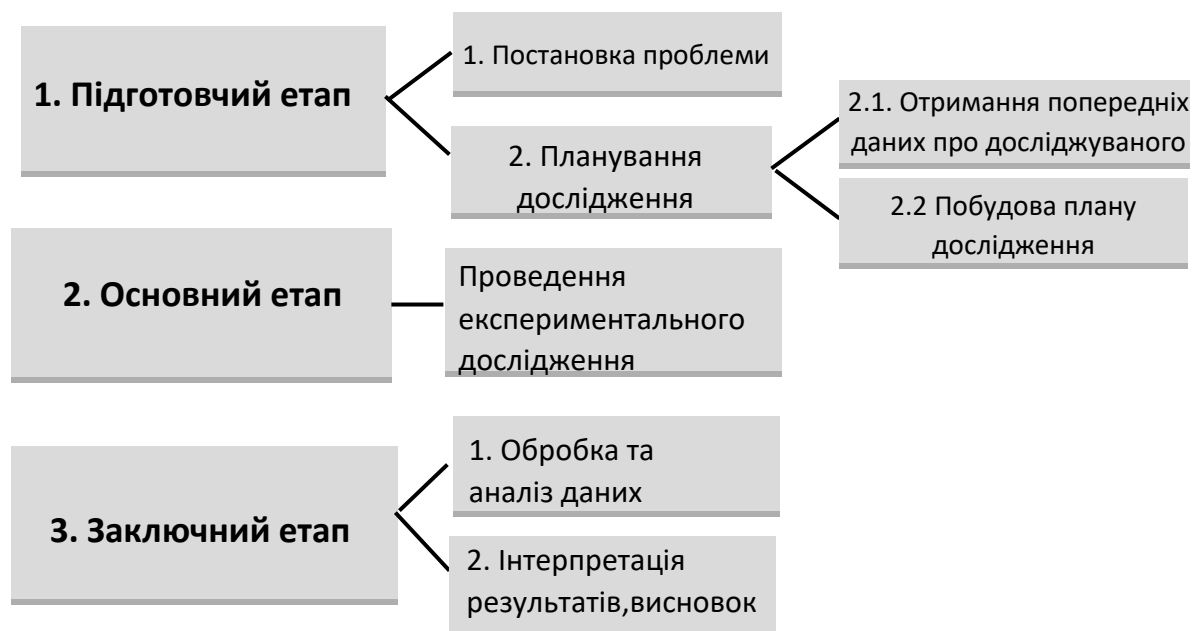 1. Підготовчий етап
1. Постановка проблеми
2. Планування
дослідження
2.1. Отримання попередніх
даних про досліджуваного
2.2 Побудова плану
дослідження
2. Основний етап
Проведення
експериментального
дослідження
3. Заключний етап
1. Обробка та
аналіз даних
2. Інтерпретація
результатів,висновок